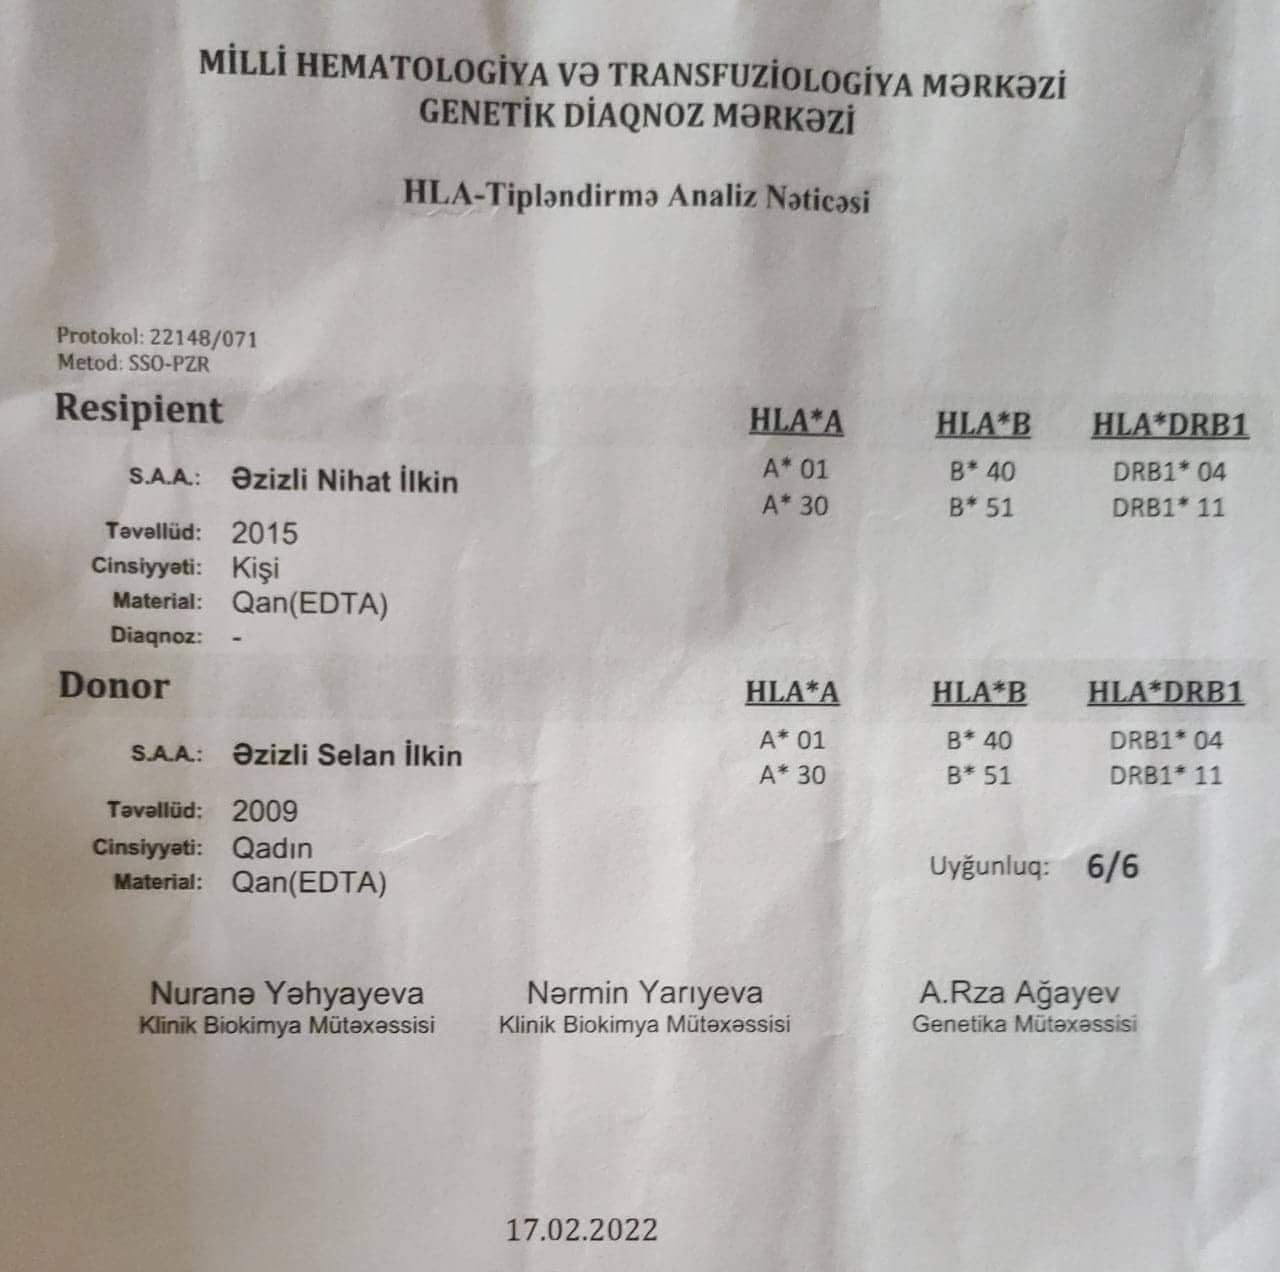 MİLLİ HEMATOLOGİYA VƏ TRANSFUZİOLOGİYA MƏRKƏZİ
GENETİK DİAQNOZ MƏRKƏZİ
HLA-Tipləndirmə Analiz Nəticəsi
Protokol: 22148/071
Metod: SSO-PZR
Resipient HLA*A HLA*B HLA*DRB1
S.A.A.: Əzizli Nihat İlkin A* 01 B* 40 DRB1* 04
A* 30 B* 51 DRB1* 11
Təvəllüd: 2015
Cinsiyyəti: Kişi
Material: Qan(EDTA)
Diaqnoz: -
Donor HLA*A HLA*B HLA*DRB1
S.A.A.: Əzizli Selan İlkin A* 01 B* 40 DRB1* 04
A* 30 B* 51 DRB1* 11
Təvəllüd: 2009
Cinsiyyəti: Qadın
Material: Qan(EDTA) Uyğunluq: 6/6
Nuranə Yəhyayeva Nərmin Yarıyeva A.Rza Ağayev
Klinik Biokimya Mütəxəssisi Klinik Biokimya Mütəxəssisi Genetika Mütəxəssisi
17.02.2022